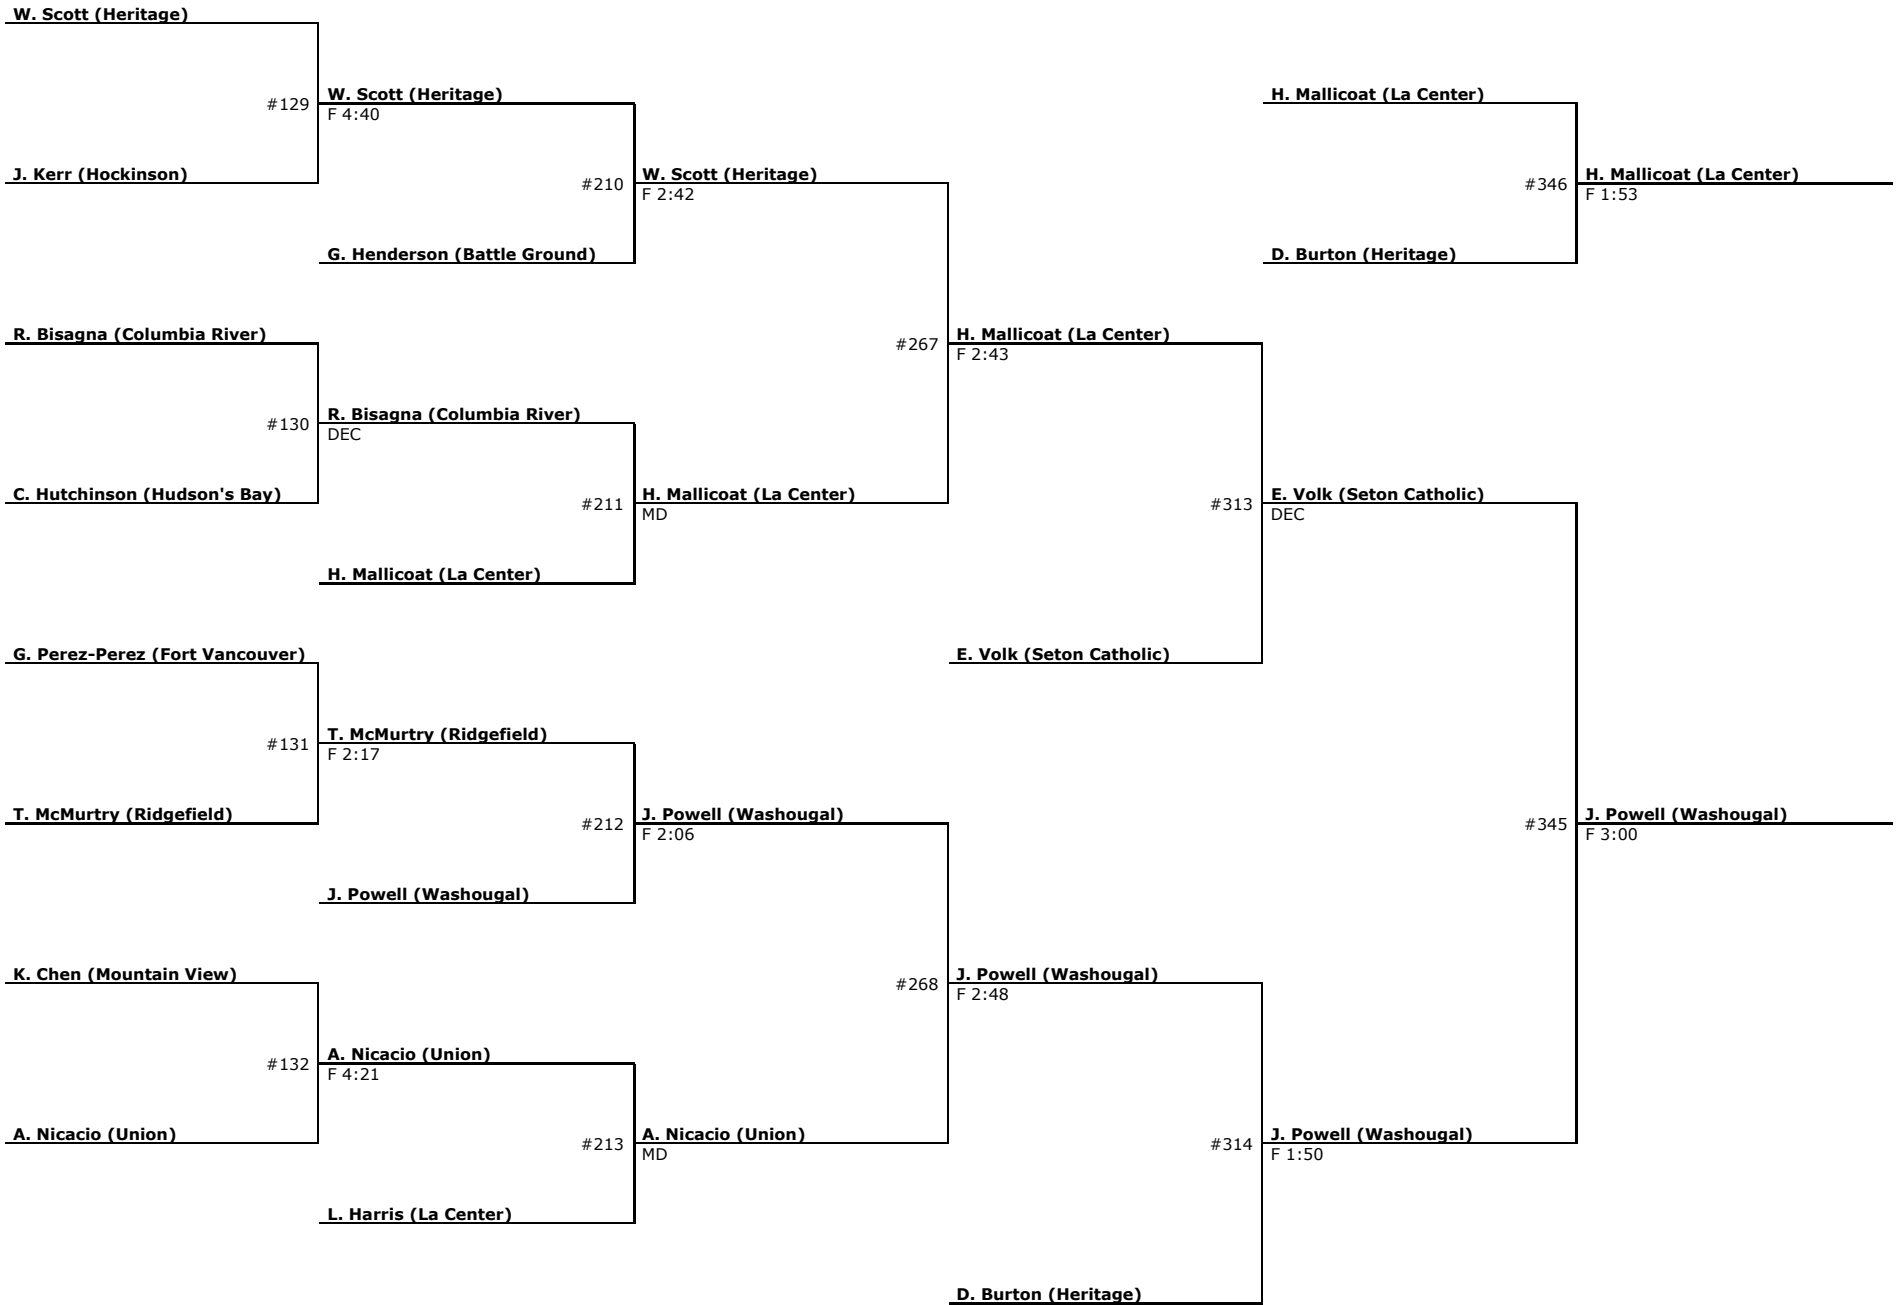 W. Scott (Heritage)
#129
W. Scott (Heritage)
F 4:40
H. Mallicoat (La Center)
J. Kerr (Hockinson)
#210
W. Scott (Heritage)
F 2:42
#346
H. Mallicoat (La Center)
F 1:53
G. Henderson (Battle Ground)
D. Burton (Heritage)
R. Bisagna (Columbia River)
#267
H. Mallicoat (La Center)
F 2:43
#130
R. Bisagna (Columbia River)
DEC
C. Hutchinson (Hudson's Bay)
#211
H. Mallicoat (La Center)
MD
#313
E. Volk (Seton Catholic)
DEC
H. Mallicoat (La Center)
G. Perez-Perez (Fort Vancouver)
E. Volk (Seton Catholic)
#131
T. McMurtry (Ridgefield)
F 2:17
T. McMurtry (Ridgefield)
#212
J. Powell (Washougal)
F 2:06
#345
J. Powell (Washougal)
F 3:00
J. Powell (Washougal)
K. Chen (Mountain View)
#268
J. Powell (Washougal)
F 2:48
#132
A. Nicacio (Union)
F 4:21
A. Nicacio (Union)
#213
A. Nicacio (Union)
MD
#314
J. Powell (Washougal)
F 1:50
L. Harris (La Center)
D. Burton (Heritage)